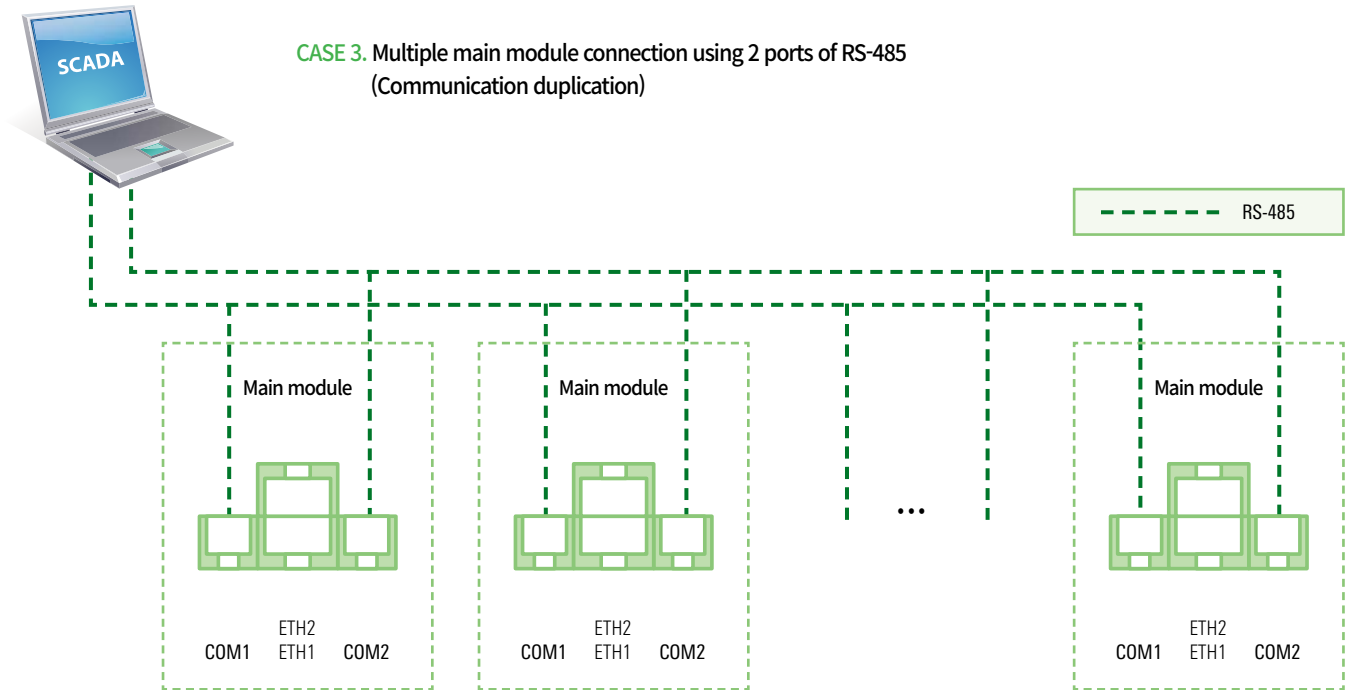 SCADA
CASE 3. Multiple main module connection using 2 ports of RS-485
(Communication duplication)
RS-485
Main module
Main module
Main module
...
ETH2
COM1 ETH1 COM2
ETH2
COM1 ETH1 COM2
ETH2
COM1 ETH1 COM2